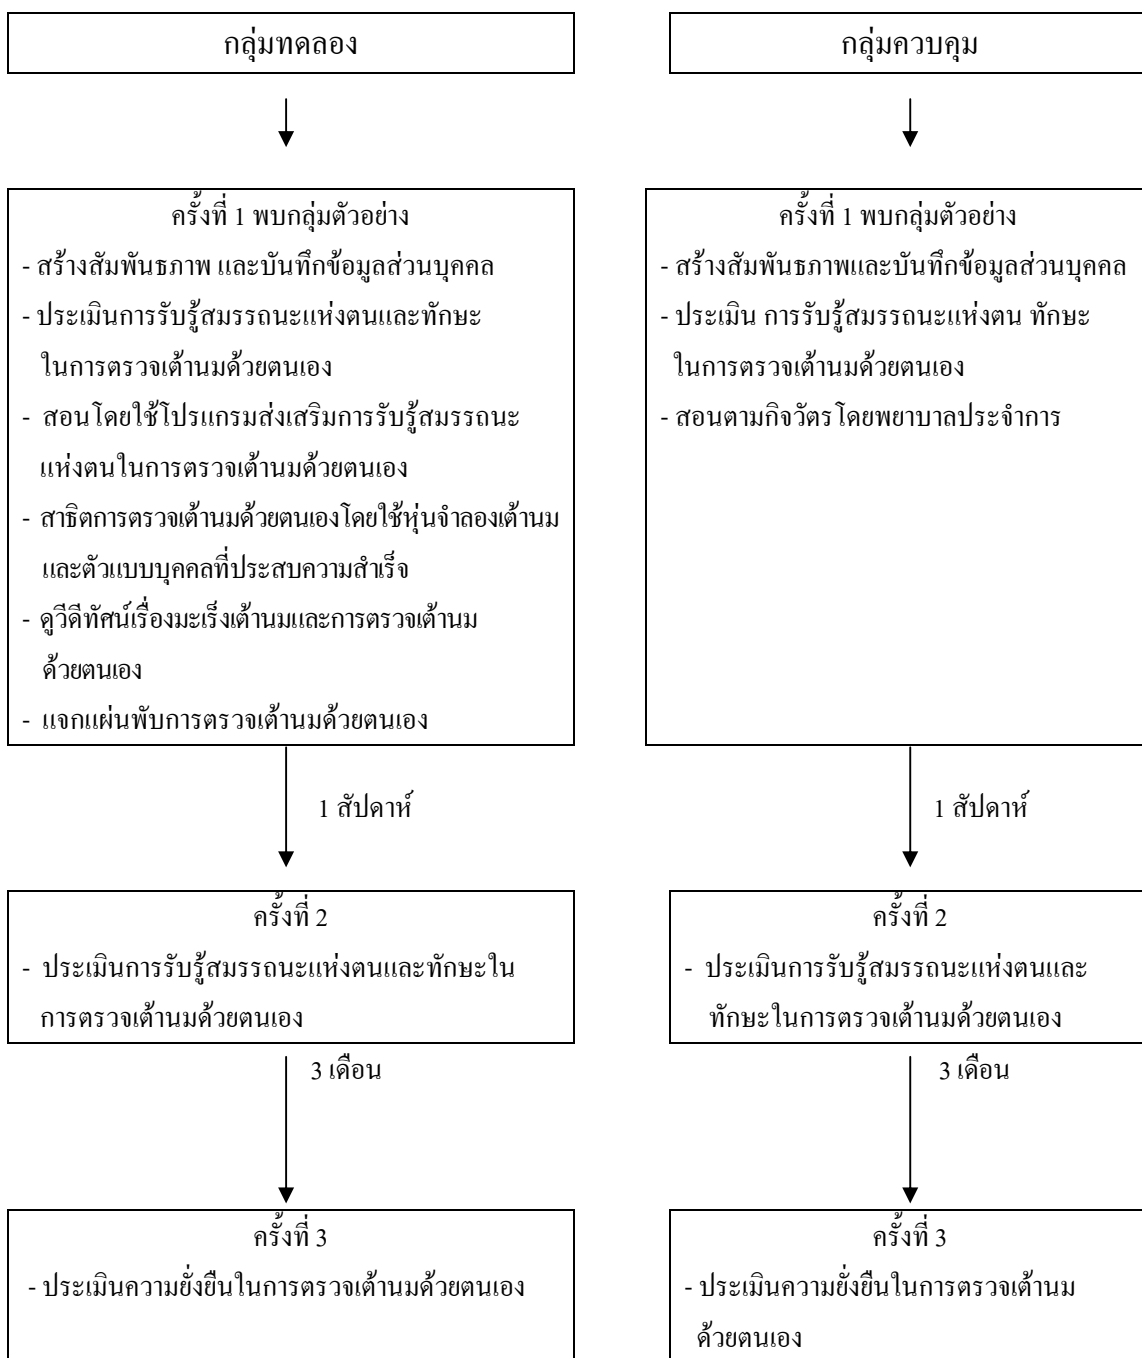 กลุ่มทดลอง
ครั้งที่ 1 พบกลุ่มตัวอย่าง
- สร้างสัมพันธภาพ และบันทึกข้อมูลส่วนบุคคล
- ประเมินการรับรู้สมรรถนะแห่งตนและทักษะ
ในการตรวจเต้านมด้วยตนเอง
- สอนโดยใช้โปรแกรมส่งเสริมการรับรู้สมรรถนะ
แห่งตนในการตรวจเต้านมด้วยตนเอง
- สาธิตการตรวจเต้านมด้วยตนเองโดยใช้หุ่นจำลองเต้านม
และตัวแบบบุคคลที่ประสบความสำเร็จ
- ดูวีดีทัศน์เรื่องมะเร็งเต้านมและการตรวจเต้านม
ด้วยตนเอง
- แจกแผ่นพับการตรวจเต้านมด้วยตนเอง
1 สัปดาห์
ครั้งที่ 2
- ประเมินการรับรู้สมรรถนะแห่งตนและทักษะใน
การตรวจเต้านมด้วยตนเอง
3 เดือน
ครั้งที่ 3
- ประเมินความยั่งยืนในการตรวจเต้านมด้วยตนเอง
กลุ่มควบคุม
ครั้งที่ 1 พบกลุ่มตัวอย่าง
- สร้างสัมพันธภาพและบันทึกข้อมูลส่วนบุคคล
- ประเมิน การรับรู้สมรรถนะแห่งตน ทักษะ
ในการตรวจเต้านมด้วยตนเอง
- สอนตามกิจวัตรโดยพยาบาลประจำการ
1 สัปดาห์
ครั้งที่ 2
- ประเมินการรับรู้สมรรถนะแห่งตนและ
ทักษะในการตรวจเต้านมด้วยตนเอง
3 เดือน
ครั้งที่ 3
- ประเมินความยั่งยืนในการตรวจเต้านม
ด้วยตนเอง